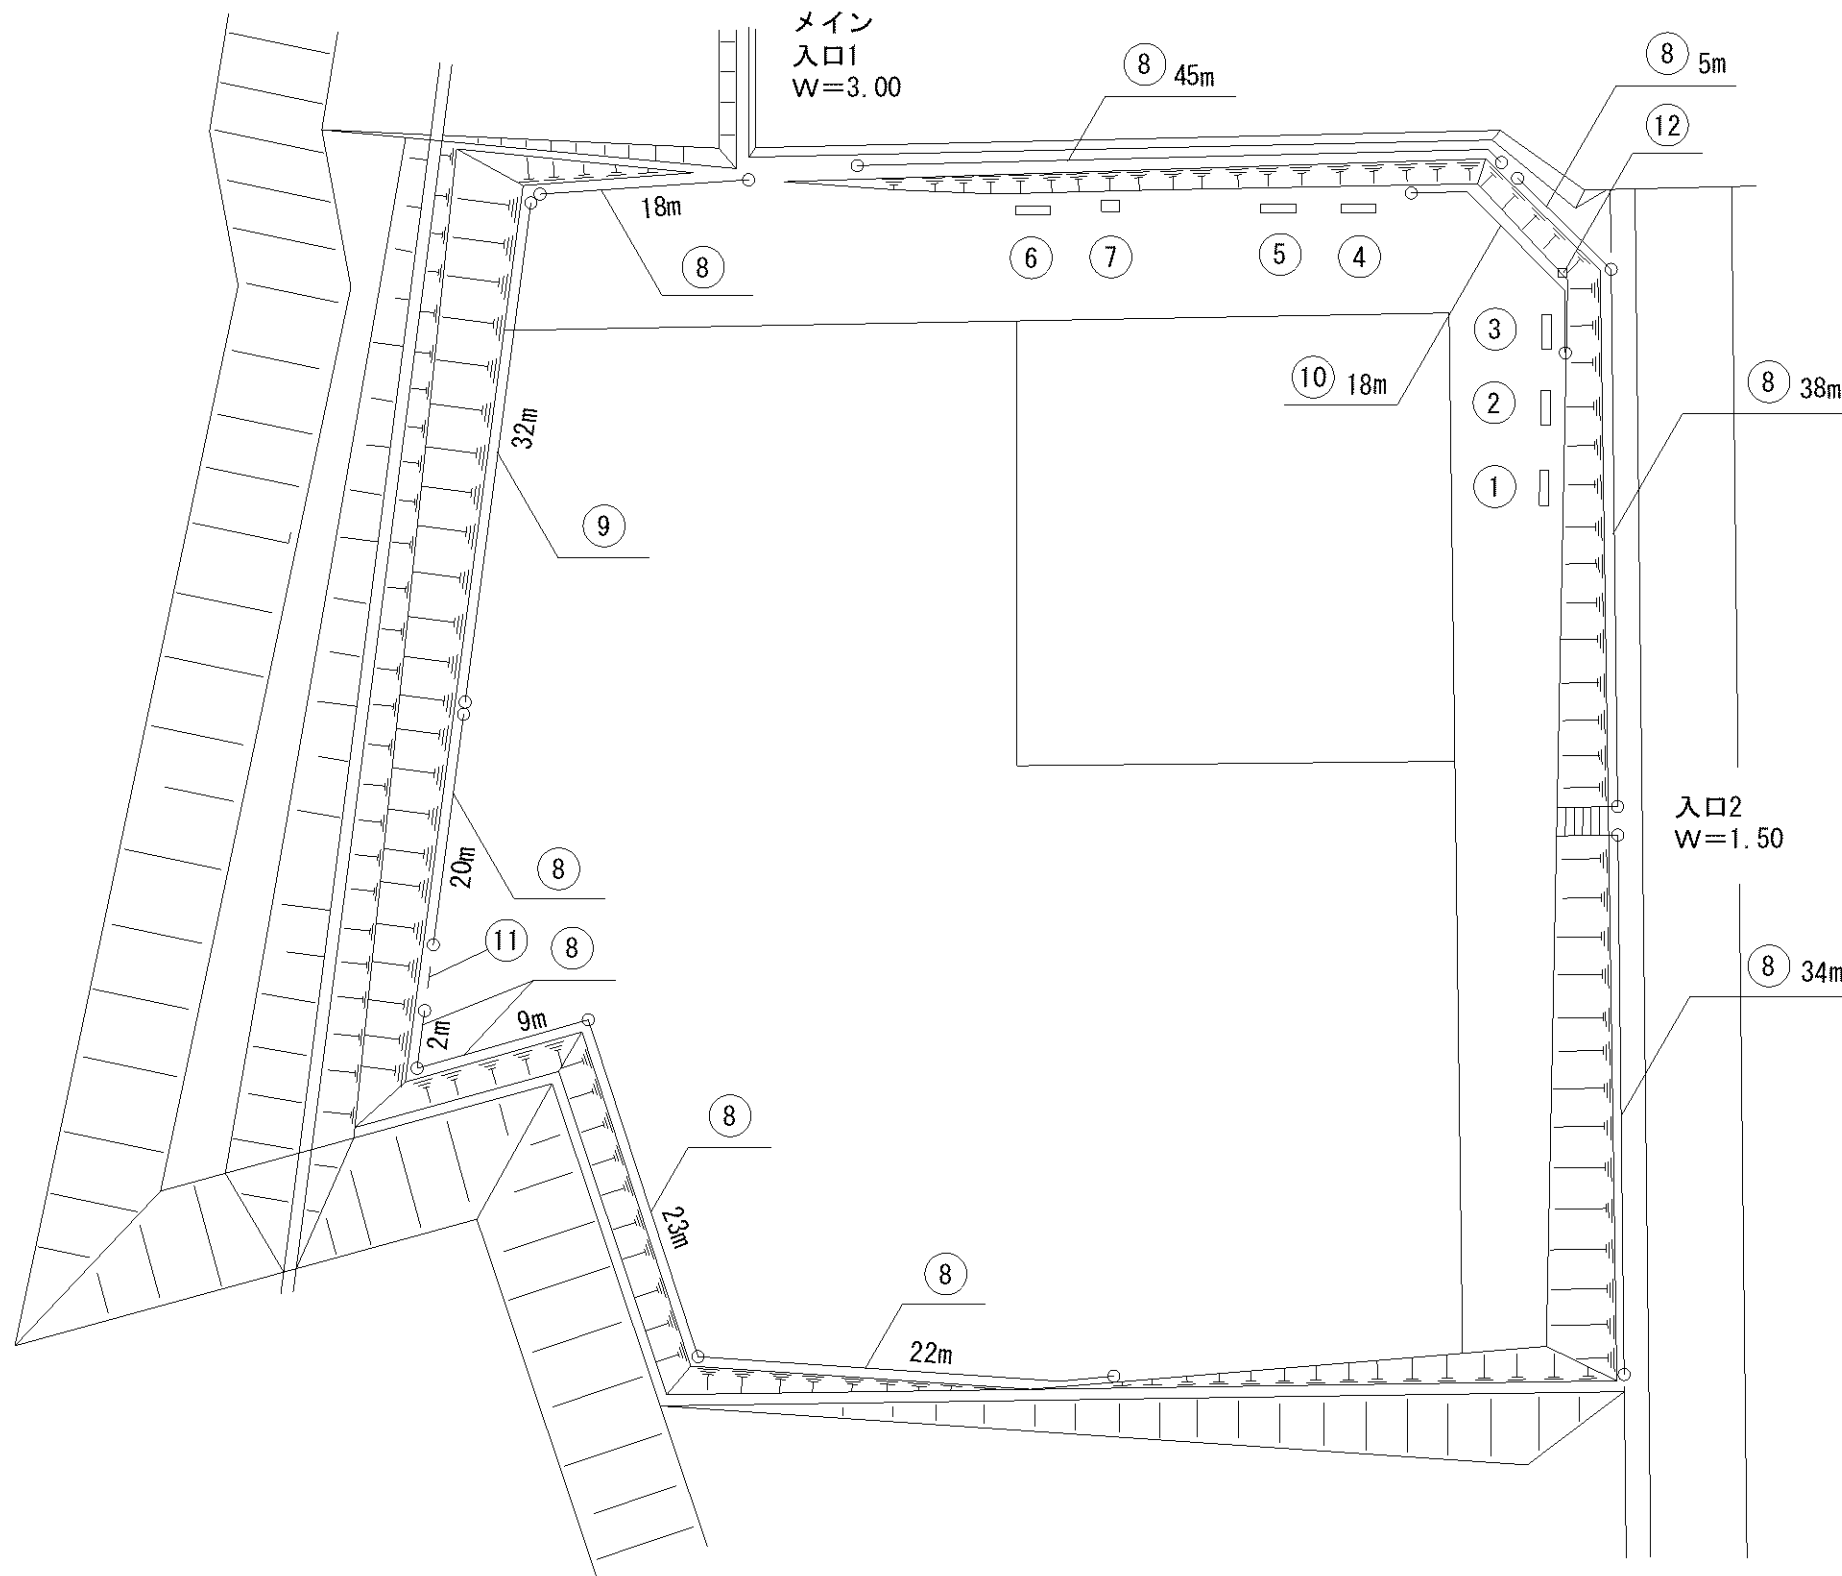 メイン
入口1
W=3.00
⑧ 45m
⑧ 5m
⑫
18m
⑧
⑥
⑦
⑤
④
③
⑩ 18m
②
⑧ 38m
①
32m
⑨
入口2
W=1.50
20m
⑧
⑪
⑧
⑧ 34m
9m
2m
⑧
23m
⑧
22m